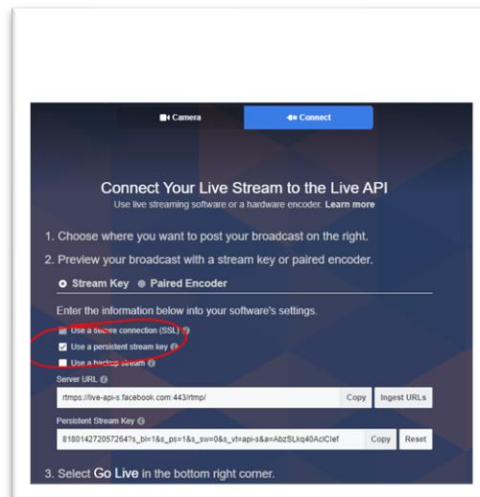 Camera
Connect
Connect Your Live Stream to the Live API
Use live streaming software or a hardware encoder. Learn more
1. Choose where you want to post your broadcast on the right.
2. Preview your broadcast with a stream key or paired encoder.
Stream Key Paired Encoder
Enter the information below into your software's settings.
Use a secure connection (SSL)
Use a persistent stream key
Use a backup stream
Server URL
rtmps://live-api-s.facebook.com:443/rtmp/ Copy Ingest URLs
Persistent Stream Key
Copy Reset
3. Select Go Live in the bottom right corner.